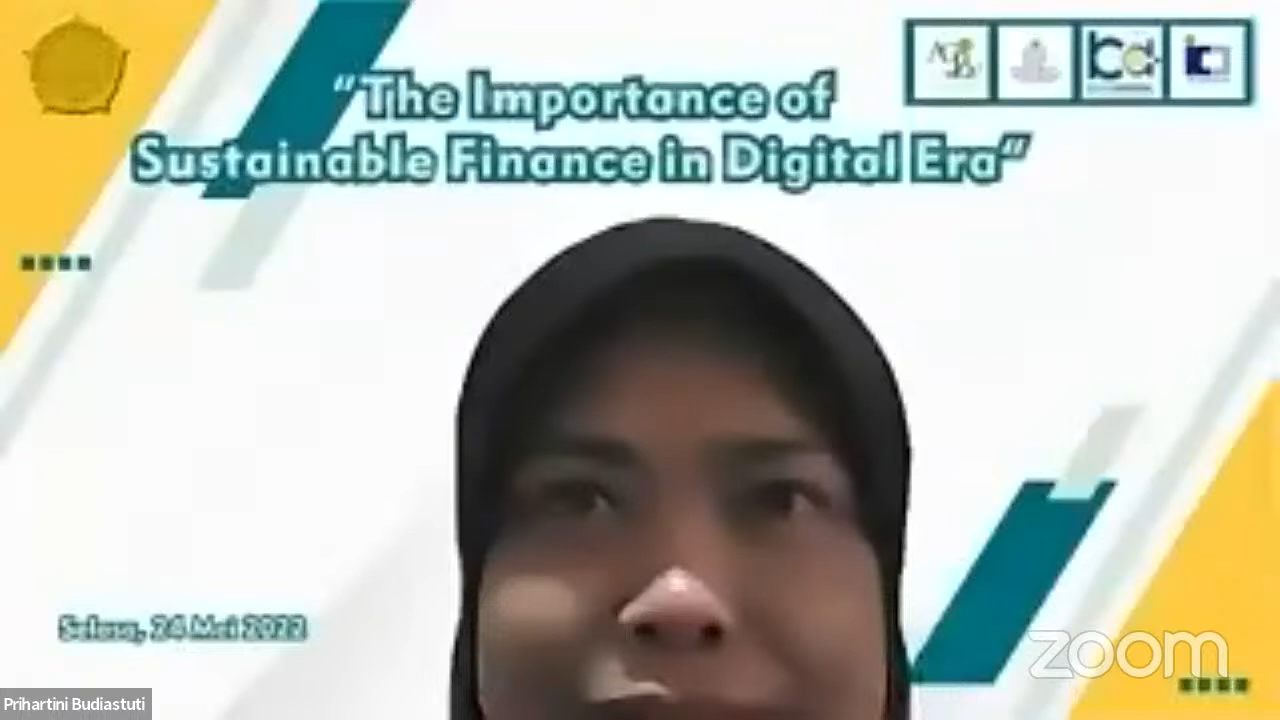 "The Importance of
Sustainable Finance in Digital Era"
Selasa, 24 Mei 2022
zoom
Prihartini Budiastuti